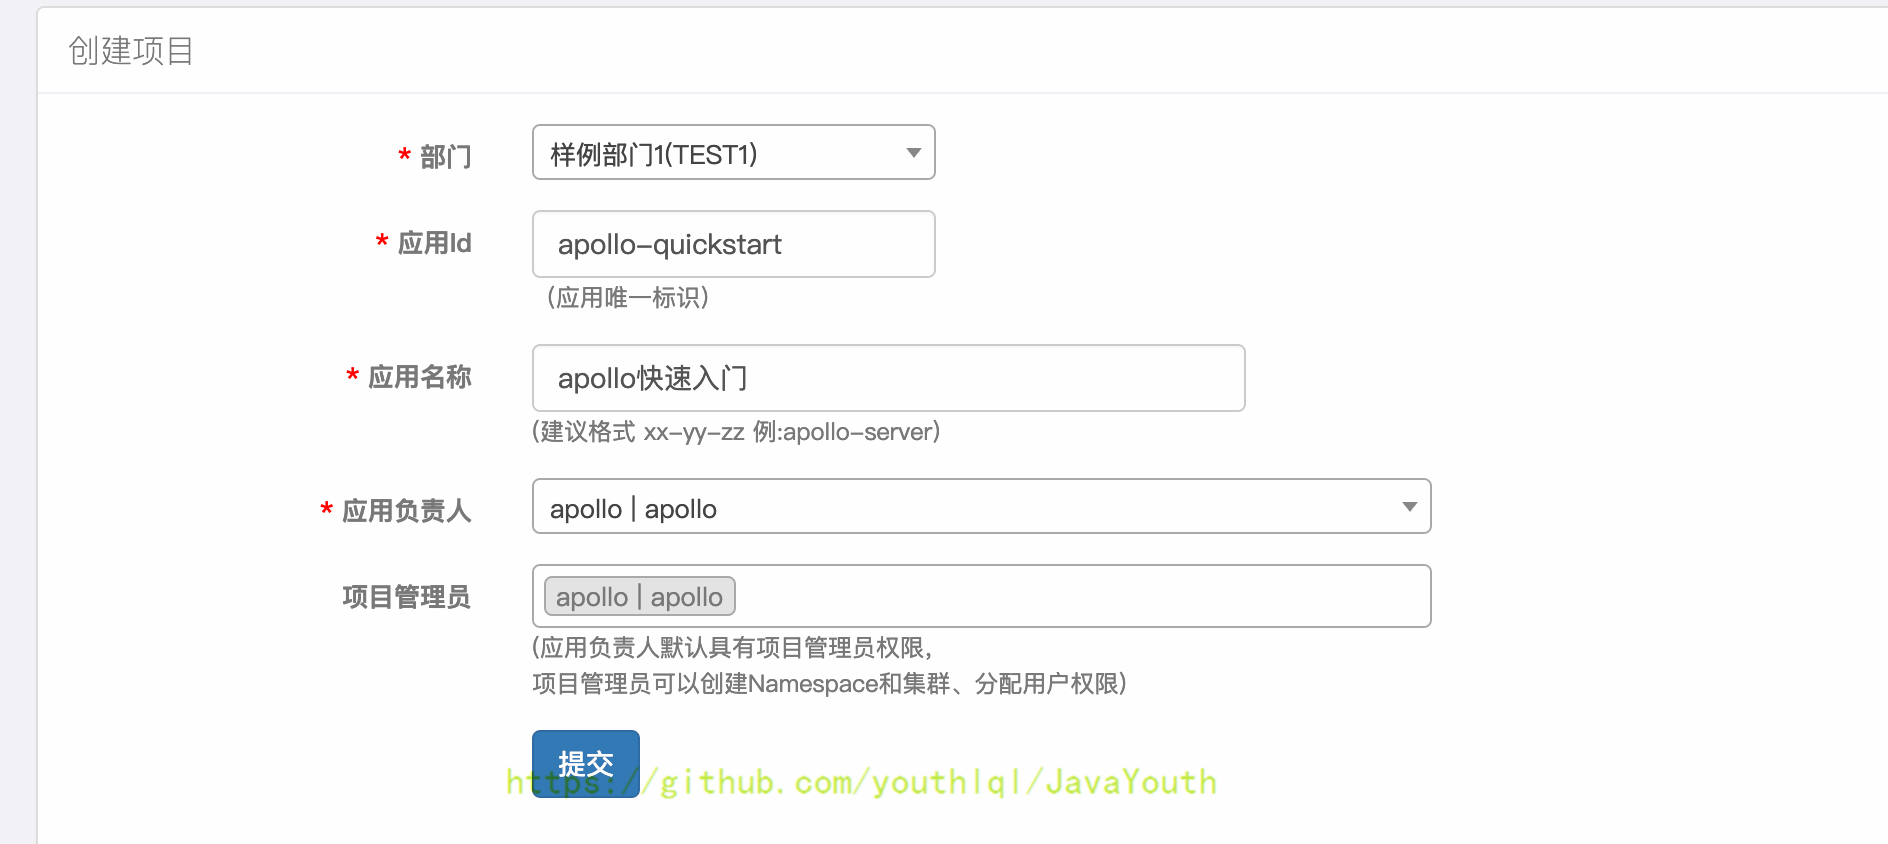 创建项目
* 部门
样例部门1(TEST1)
* 应用Id
apollo-quickstart
(应用唯一标识)
* 应用名称
apollo快速入门
(建议格式 xx-yy-zz 例:apollo-server)
* 应用负责人
apollo | apollo
项目管理员
apollo | apollo
(应用负责人默认具有项目管理员权限,
项目管理员可以创建Namespace和集群、分配用户权限)
提交
https://github.com/youthlql/JavaYouth